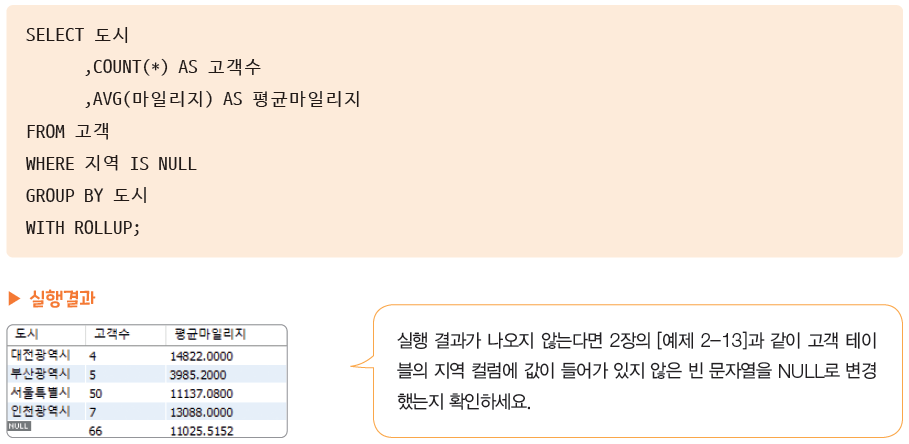 SELECT 도시
,COUNT(*) AS 고객수
,AVG(마일리지) AS 평균마일리지
FROM 고객
WHERE 지역 IS NULL
GROUP BY 도시
WITH ROLLUP;
▶ 실행결과
도시 고객수 평균마일리지
대전광역시 4 14822.0000
부산광역시 5 3985.2000
서울특별시 50 11137.0800
인천광역시 7 13088.0000
NULL 66 11025.5152
실행 결과가 나오지 않는다면 2장의 [예제 2-13]과 같이 고객 테이
블의 지역 컬럼에 값이 들어가 있지 않은 빈 문자열을 NULL로 변경
했는지 확인하세요.